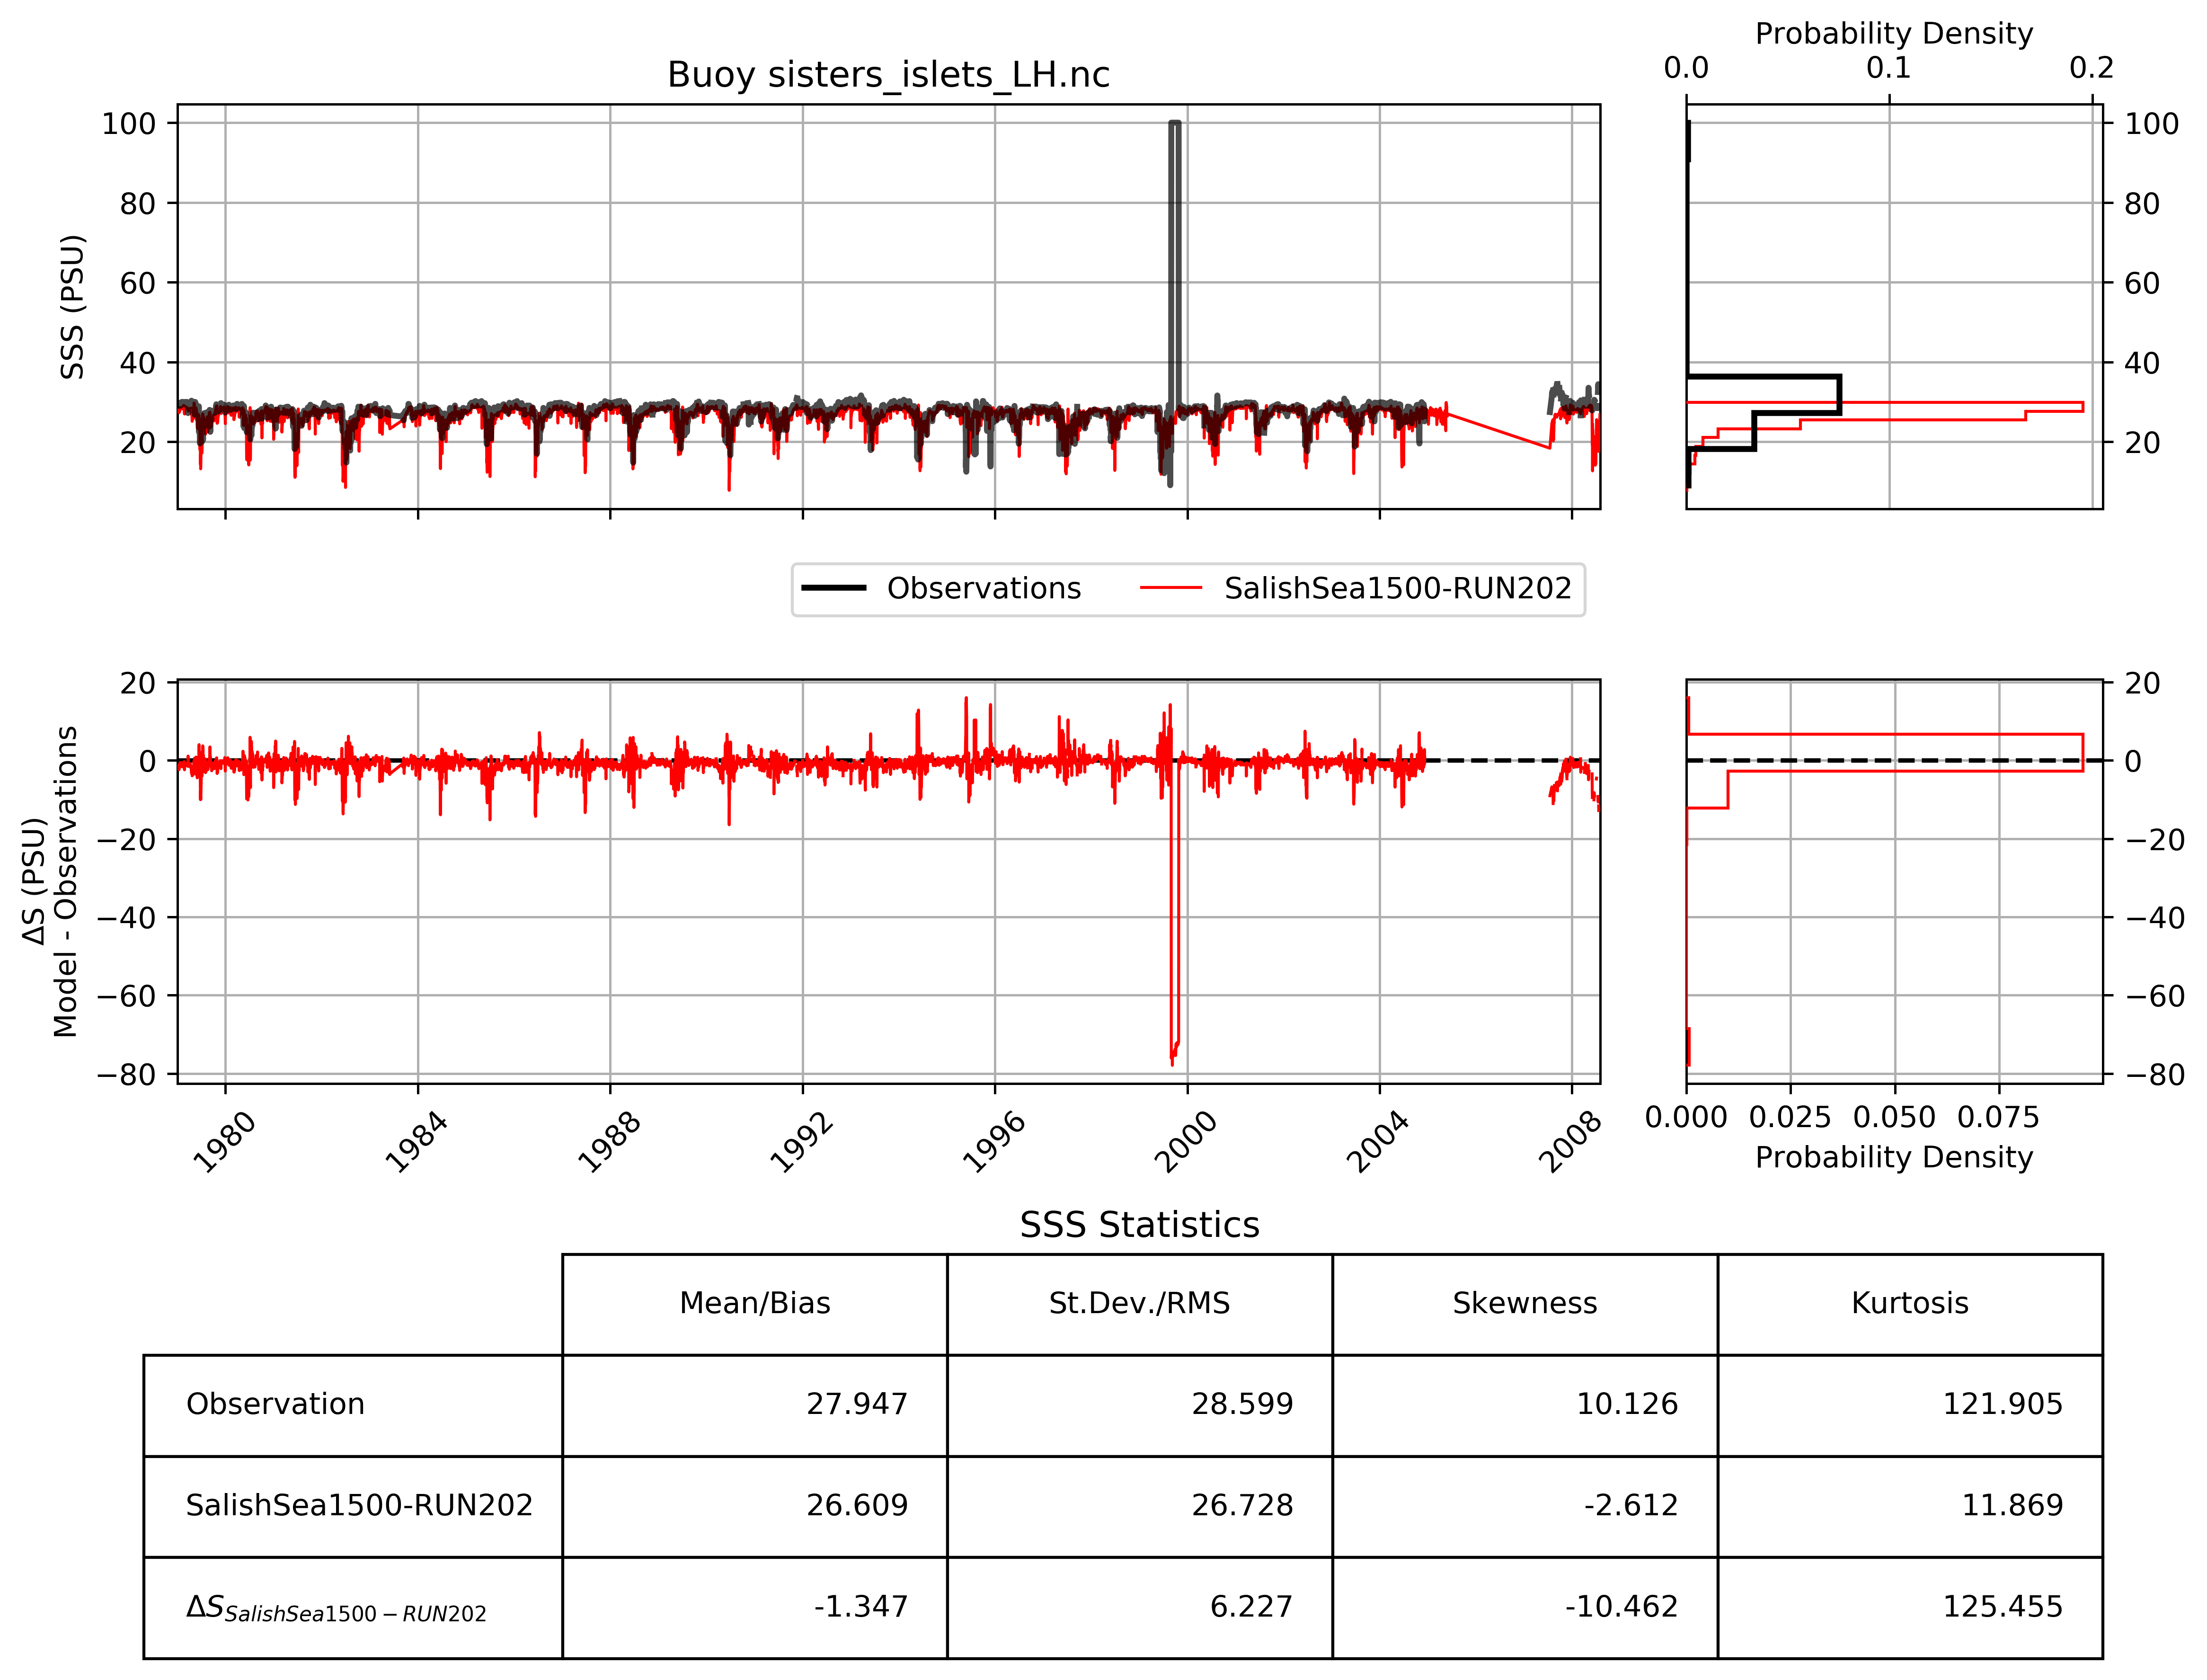 Probability Density
0.0 0.1 0.2
Buoy sisters_islets_LH.nc
SSS (PSU)
100
80
60
40
20
100
80
60
40
20
Observations SalishSea1500-RUN202
ΔS (PSU)
Model - Observations
20
0
−20
−40
−60
−80
20
0
−20
−40
−60
−80
1980 1984 1988 1992 1996 2000 2004 2008
0.000 0.025 0.050 0.075
Probability Density
SSS Statistics
Mean/Bias St.Dev./RMS Skewness Kurtosis
Observation 27.947 28.599 10.126 121.905
SalishSea1500-RUN202 26.609 26.728 -2.612 11.869
ΔS SalishSea1500−RUN202 -1.347 6.227 -10.462 125.455